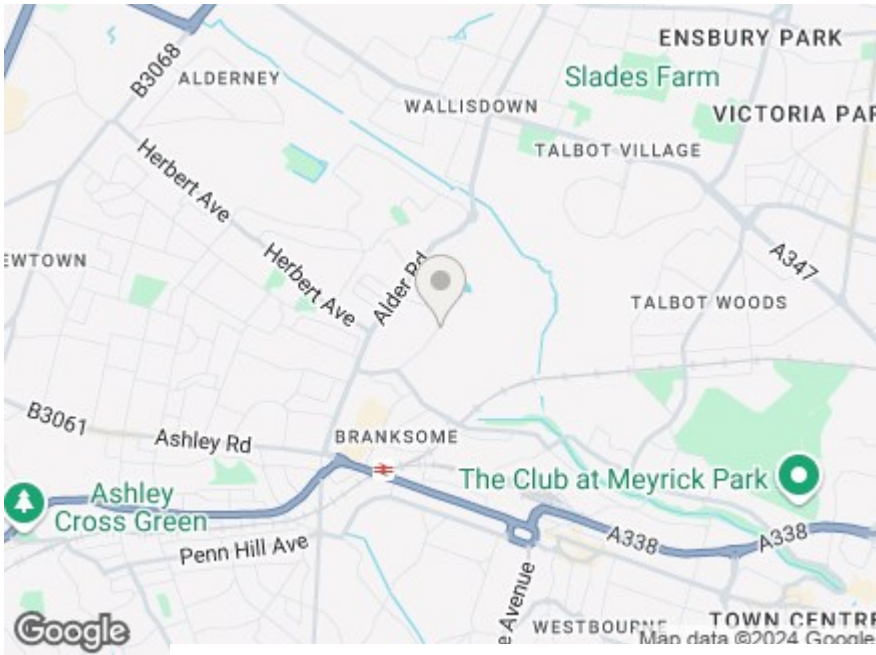 ENSBURY PARK
B3068
ALDERNEY
Slades Farm
WALLISDOWN
VICTORIA PAR
TALBOT VILLAGE
Herbert Ave
EWTOWN
Herbert Ave
Alder Rd
A347
TALBOT WOODS
B3061
Ashley Rd
BRANKSOME
The Club at Meyrick Park
Ashley
Cross Green
A338
A338
Penn Hill Ave
e Avenue
WESTBOURNE
TOWN CENTRE
Google
Map data ©2024 Google